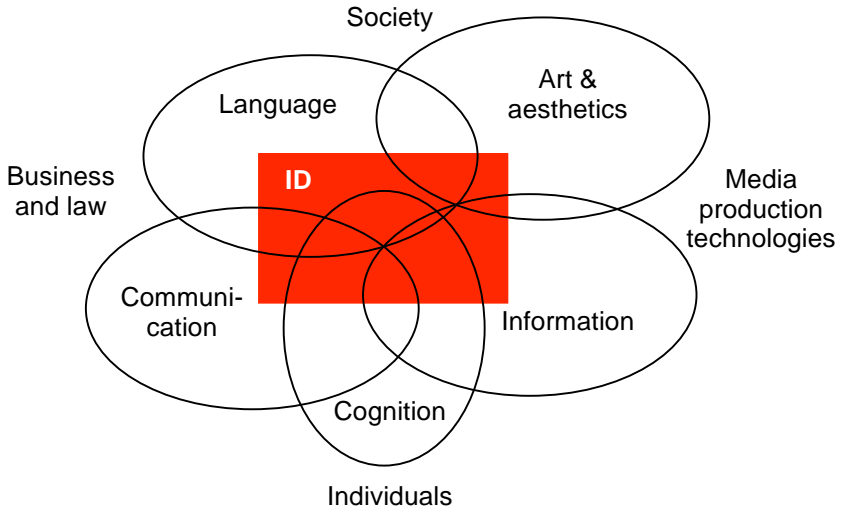 Society
Art &
aesthetics
Language
ID
Business
and law
Media
production
technologies
Communi-
cation
Information
Cognition
Individuals